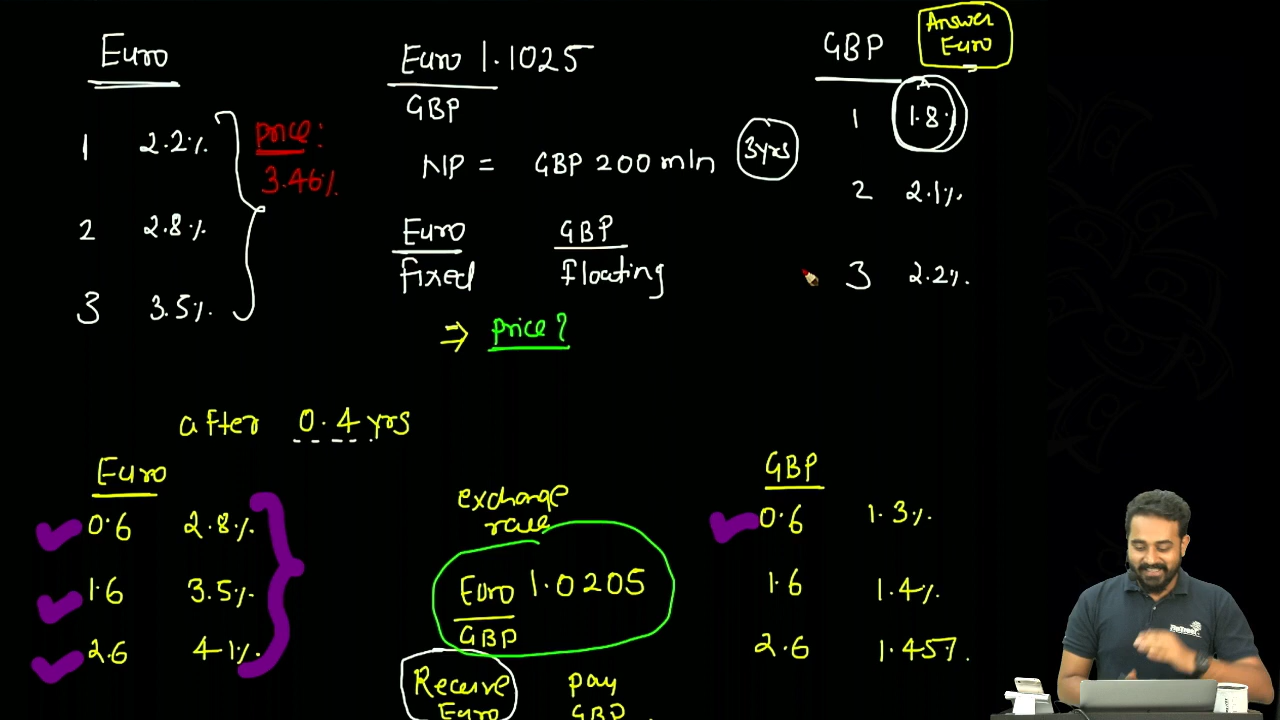 Euro
1 2.2%
2 2.8%
3 3.5%
price:
3.46%
Euro 1.1025
GBP
NP = GBP 200 mln
3yrs
Euro GBP
fixed floating
⇒ price?
GBP
Answer
Euro
1 1.8%
2 2.1%
3 2.2%
after 0.4 yrs
Euro
0.6 2.8%
1.6 3.5%
2.6 4.1%
exchange
rate
Euro 1.0205
GBP
Receive pay
Euro GBP
GBP
0.6 1.3%
1.6 1.4%
2.6 1.45%